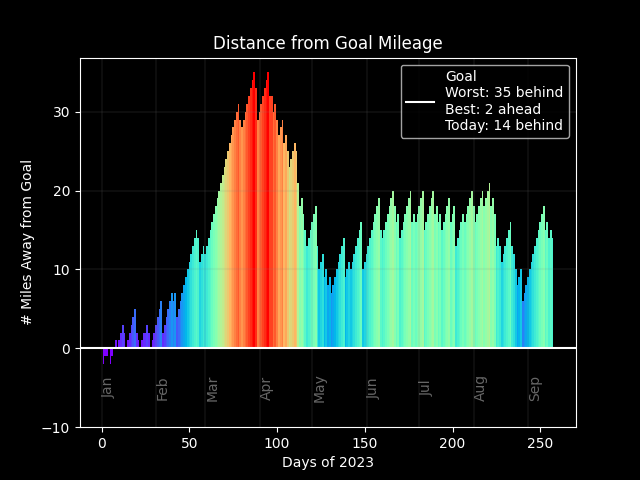 Distance from Goal Mileage
Goal
Worst: 35 behind
Best: 2 ahead
Today: 14 behind
# Miles Away from Goal
30
20
10
0
−10
Jan
Feb
Mar
Apr
May
Jun
Jul
Aug
Sep
0
50
100
150
200
250
Days of 2023